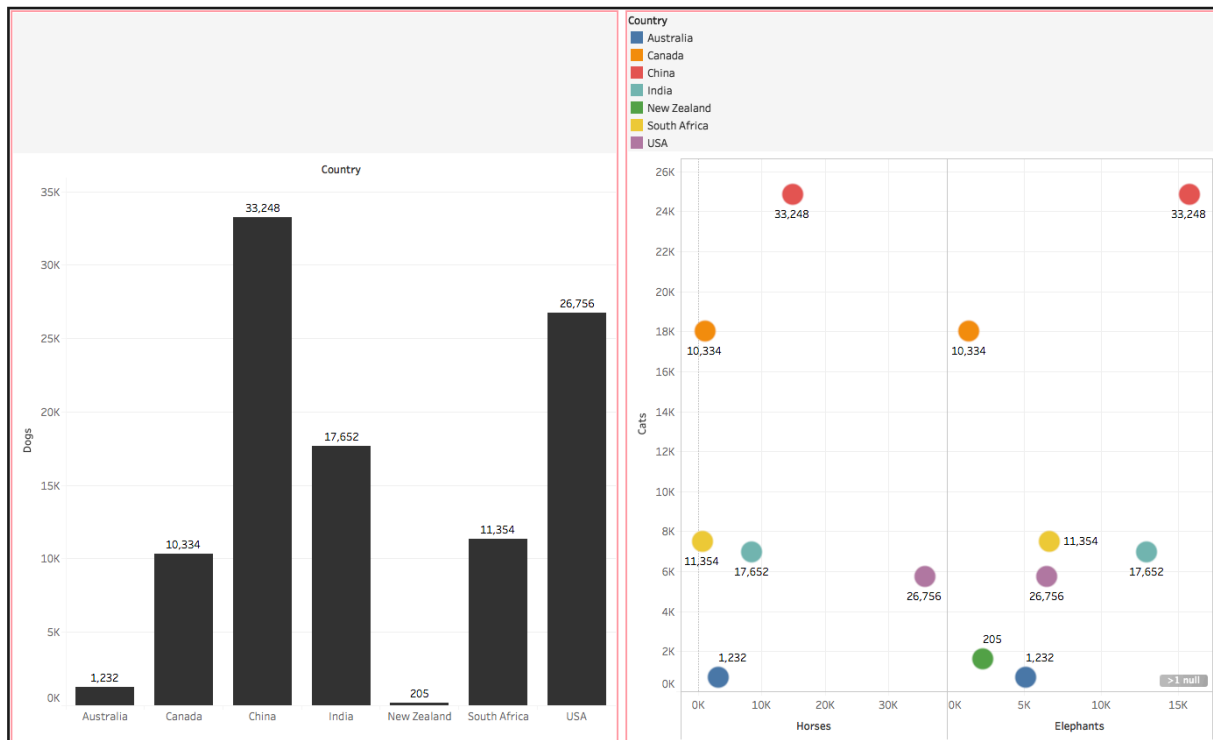 Country
35K
33,248
30K
26,756
25K
20K
17,652
Dogs
15K
11,354
10,334
10K
5K
1,232
205
0K
Australia Canada China India New Zealand South Africa USA
Country
Australia
Canada
China
India
New Zealand
South Africa
USA
26K
24K
33,248 33,248
22K
20K
18K
10,334 10,334
16K
14K
Cats
12K
10K
8K
11,354 11,354
17,652 17,652
6K
26,756 26,756
4K
205
2K
1,232 1,232
>1 null
0K
0K 10K 20K 30K 0K 5K 10K 15K
Horses Elephants